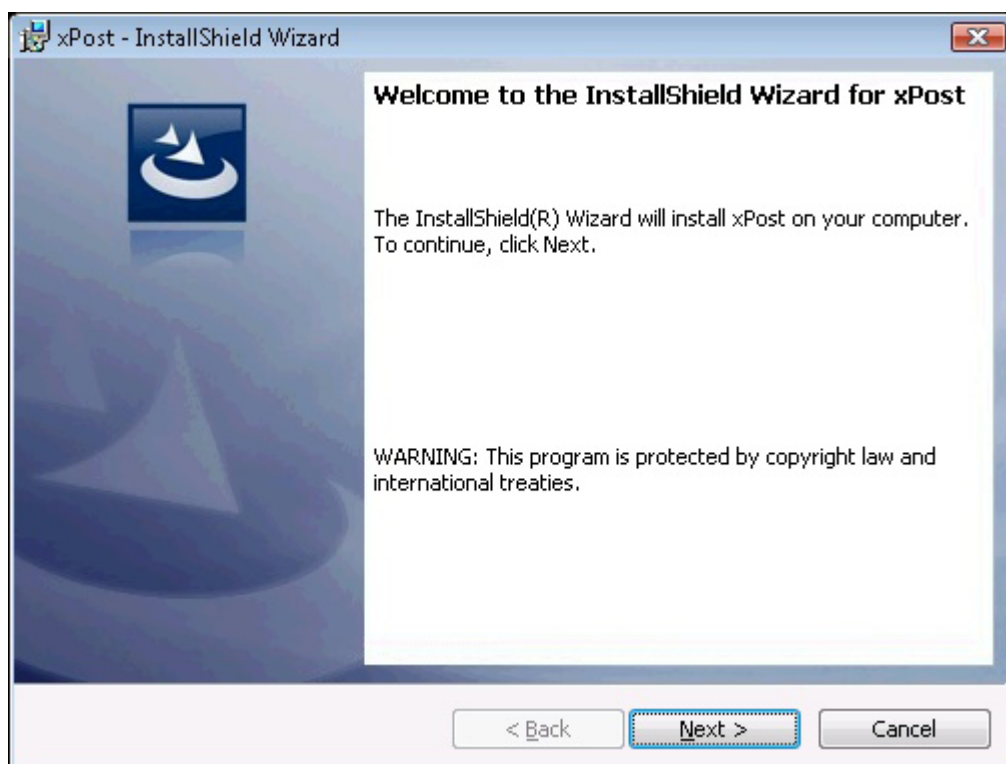 xPost - InstallShield Wizard
Welcome to the InstallShield Wizard for xPost
The InstallShield(R) Wizard will install xPost on your computer.
To continue, click Next.
WARNING: This program is protected by copyright law and
international treaties.
< Back
Next >
Cancel